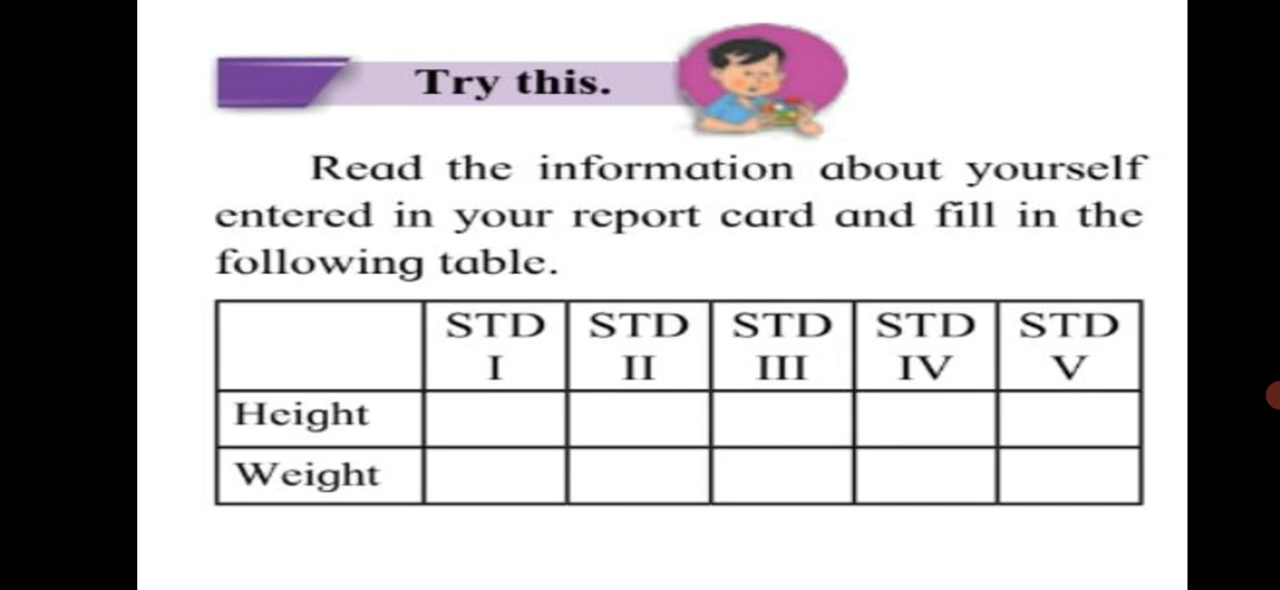 Try this.
Read the information about yourself
entered in your report card and fill in the
following table.
STD I STD II STD III STD IV STD V
Height
Weight